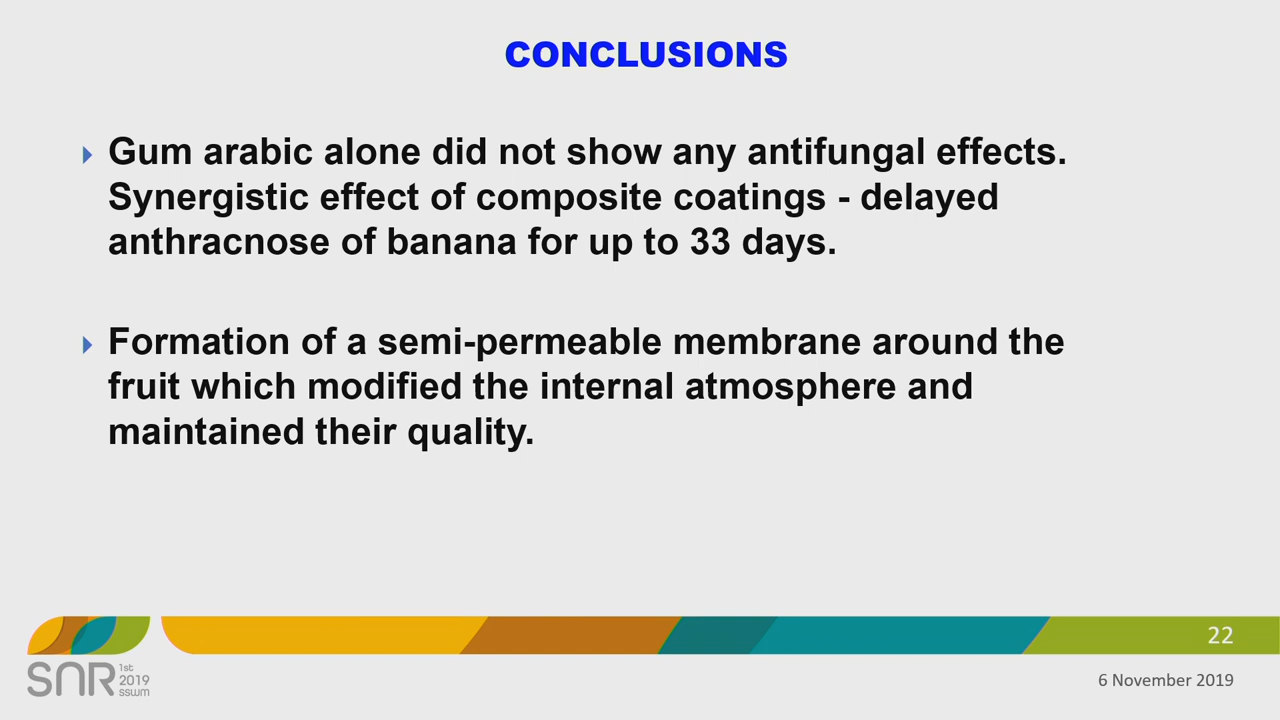 CONCLUSIONS
Gum arabic alone did not show any antifungal effects.
Synergistic effect of composite coatings - delayed
anthracnose of banana for up to 33 days.
Formation of a semi-permeable membrane around the
fruit which modified the internal atmosphere and
maintained their quality.
22
SNR
1st
2019
sswm
6 November 2019